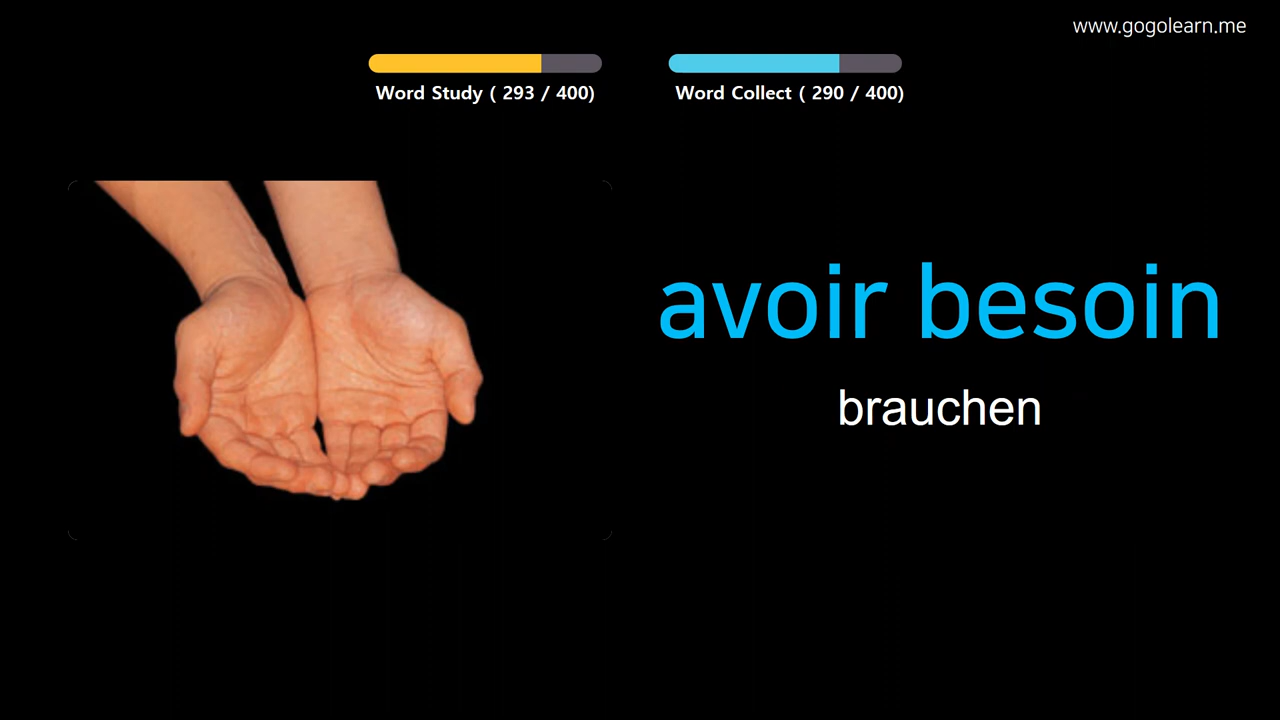 www.gogolearn.me
Word Study ( 293 / 400)
Word Collect ( 290 / 400)
avoir besoin
brauchen